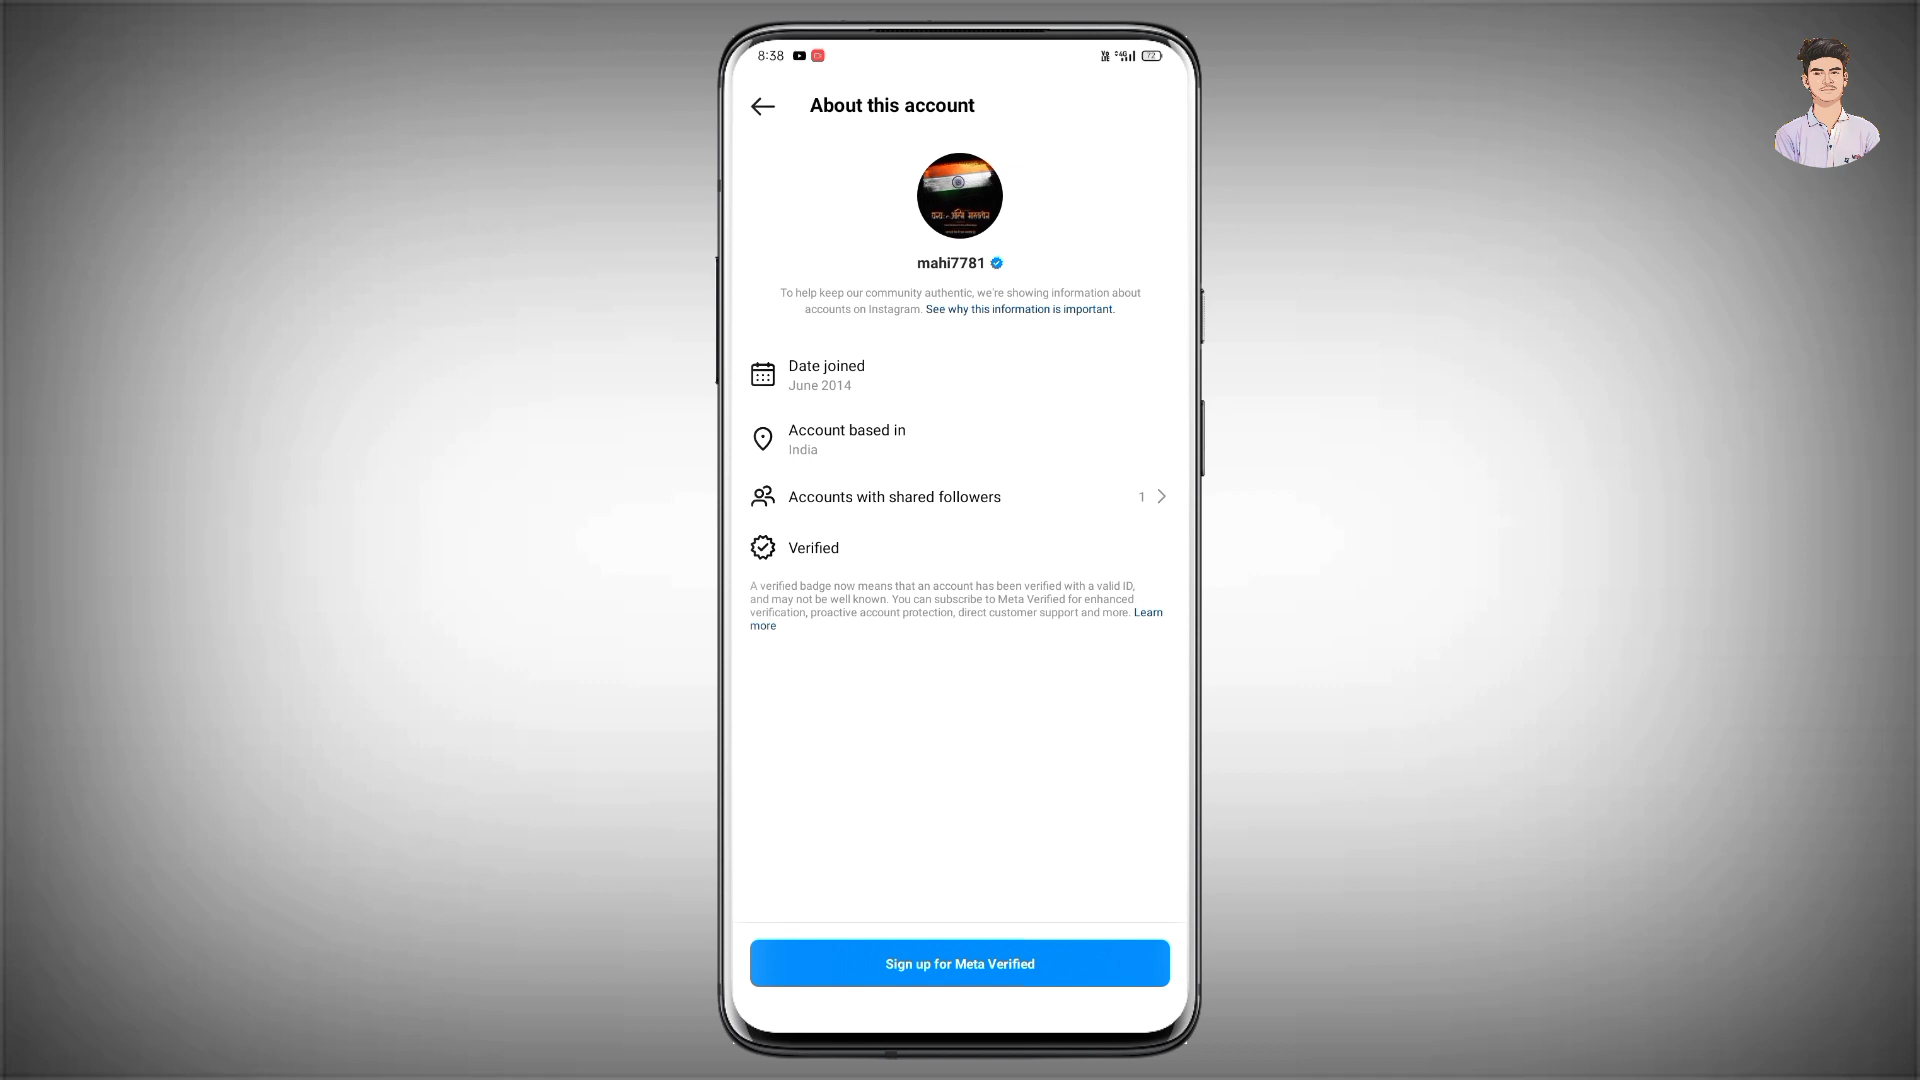 8:38
72
About this account
mahi7781
To help keep our community authentic, we're showing information about
accounts on Instagram. See why this information is important.
Date joined
June 2014
Account based in
India
Accounts with shared followers 1
Verified
A verified badge now means that an account has been verified with a valid ID,
and may not be well known. You can subscribe to Meta Verified for enhanced
verification, proactive account protection, direct customer support and more. Learn
more
Sign up for Meta Verified